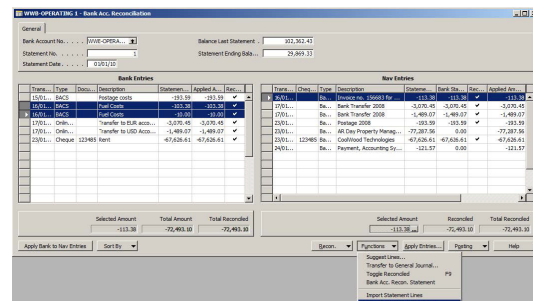 WWB-OPERATING 1 - Bank Acc. Reconciliation
General
Bank Account No. . . . . WWB-OPERA...
Balance Last Statement . 102,362.43
Statement No. . . . . . 1
Statement Ending Bala... 29,869.33
Statement Date. . . . . 01/01/10
Bank Entries
Trans... Type Docu... Description Statemen... Applied A... Rec...
15/01... BACS Postage costs -193.59 -193.59
16/01... BACS Fuel Costs -103.38 -103.38
16/01... BACS Fuel Costs -10.00 -10.00
17/01... Onlin... "transfer to EUR acco... -3,070.45 -3,070.45
17/01... Onlin... "transfer to USD Acco... -1,489.07 -1,489.07
23/01... Cheque 123485 Rent -67,626.61 -67,626.61
Selected Amount Total Amount Total Reconciled
-113.38 -72,493.10 -72,493.10
Nav Entries
Trans... Cheq... Type Description Stateme... Bank Sta... Rec... Applied Am...
16/01... Ba... Invoice no. 156683 for ... -113.38 -113.38 -113.38
17/01... Ba... Bank Transfer 2008 -3,070.45 -3,070.45 -3,070.45
17/01... Ba... Bank Transfer 2008 -1,489.07 -1,489.07 -1,489.07
23/01... Ba... Postage 2008 -193.59 -193.59 -193.59
23/01... Ba... AR Day Property Manag... -77,287.56 0.00 -77,287.56
23/01... 123485 Ba... CoolWood Technologies -67,626.61 -67,626.61 -67,626.61
24/01... Ba... Payment, Accounting Sy... -121.57 0.00 -121.57
Selected Amount Reconciled Total Reconciled
-113.38 ... -72,493.10
Apply Bank to Nav Entries Sort By
Recon. Functions Apply Entries... Posting Help
Suggest Lines...
Transfer to General Journal...
Toggle Reconciled F9
Bank Acc. Recon. Statement
Import Statement Lines